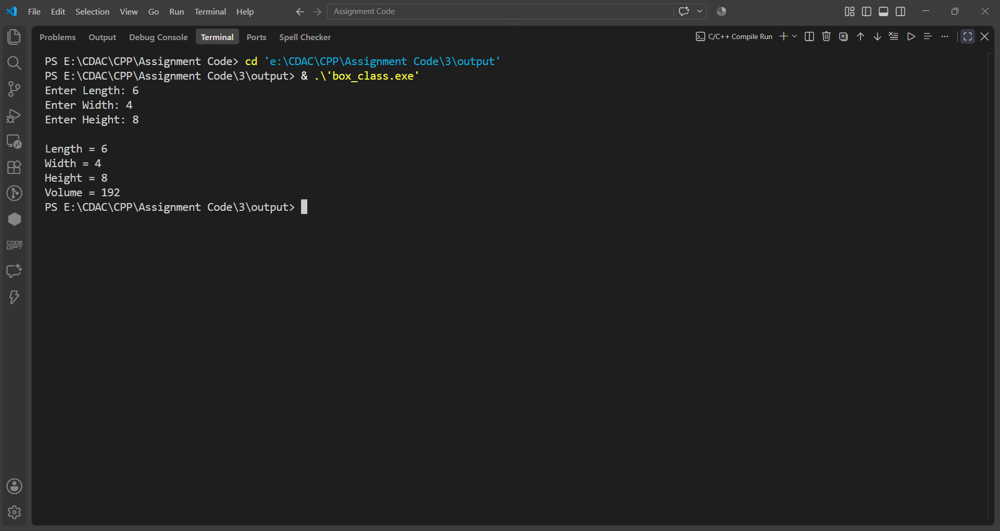 File Edit Selection View Go Run Terminal Help
Assignment Code
Problems Output Debug Console Terminal Ports Spell Checker
C/C++ Compile Run
PS E:\CDAC\CPP\Assignment Code> cd 'e:\CDAC\CPP\Assignment Code\3\output'
PS E:\CDAC\CPP\Assignment Code\3\output> & .\'box_class.exe'
Enter Length: 6
Enter Width: 4
Enter Height: 8
Length = 6
Width = 4
Height = 8
Volume = 192
PS E:\CDAC\CPP\Assignment Code\3\output>
CODE
GPT